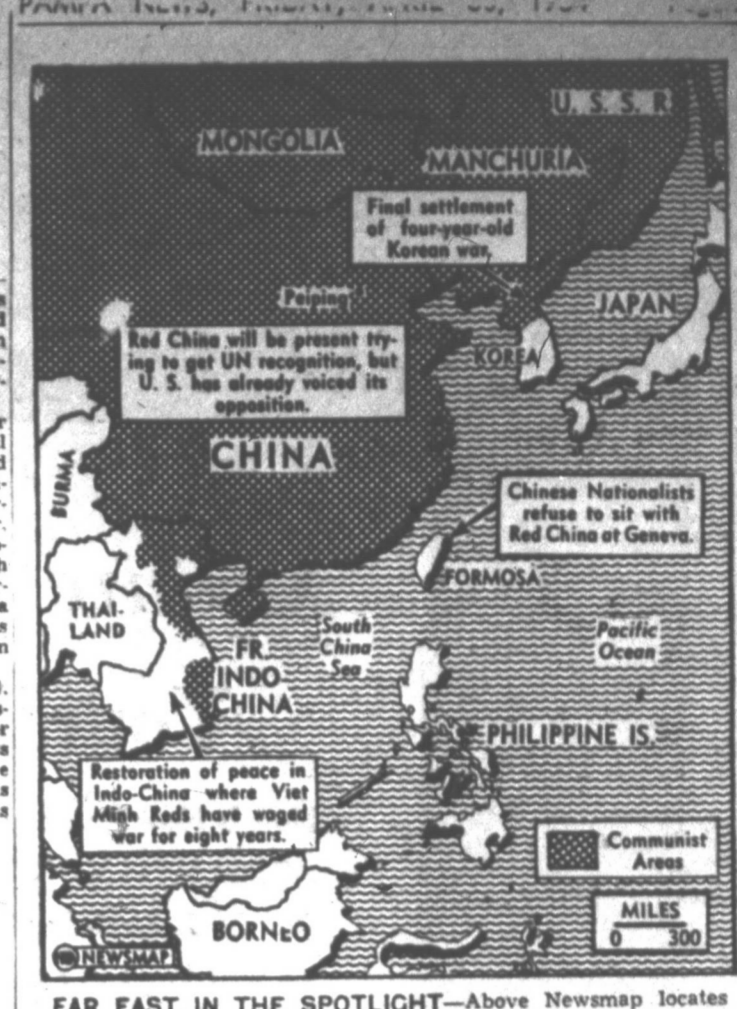 PAMPA NEWS, FRIDAY, APRIL
U. S. S. R.
MONGOLIA
MANCHURIA
Final settlement
of four-year-old
Korean war.
Peiping
JAPAN
Red China will be present try-
ing to get UN recognition, but
U. S. has already voiced its
opposition.
KOREA
CHINA
BURMA
Chinese Nationalists
refuse to sit with
Red China at Geneva.
FORMOSA
THAI-
LAND
South
China
Sea
Pacific
Ocean
FR.
INDO-
CHINA
PHILIPPINE IS.
Restoration of peace in
Indo-China where Viet
Minh Reds have waged
war for eight years.
Communist
Areas
BORNEO
MILES
0 300
NEWSMAP
FAR EAST IN THE SPOTLIGHT—Above Newsmap locates